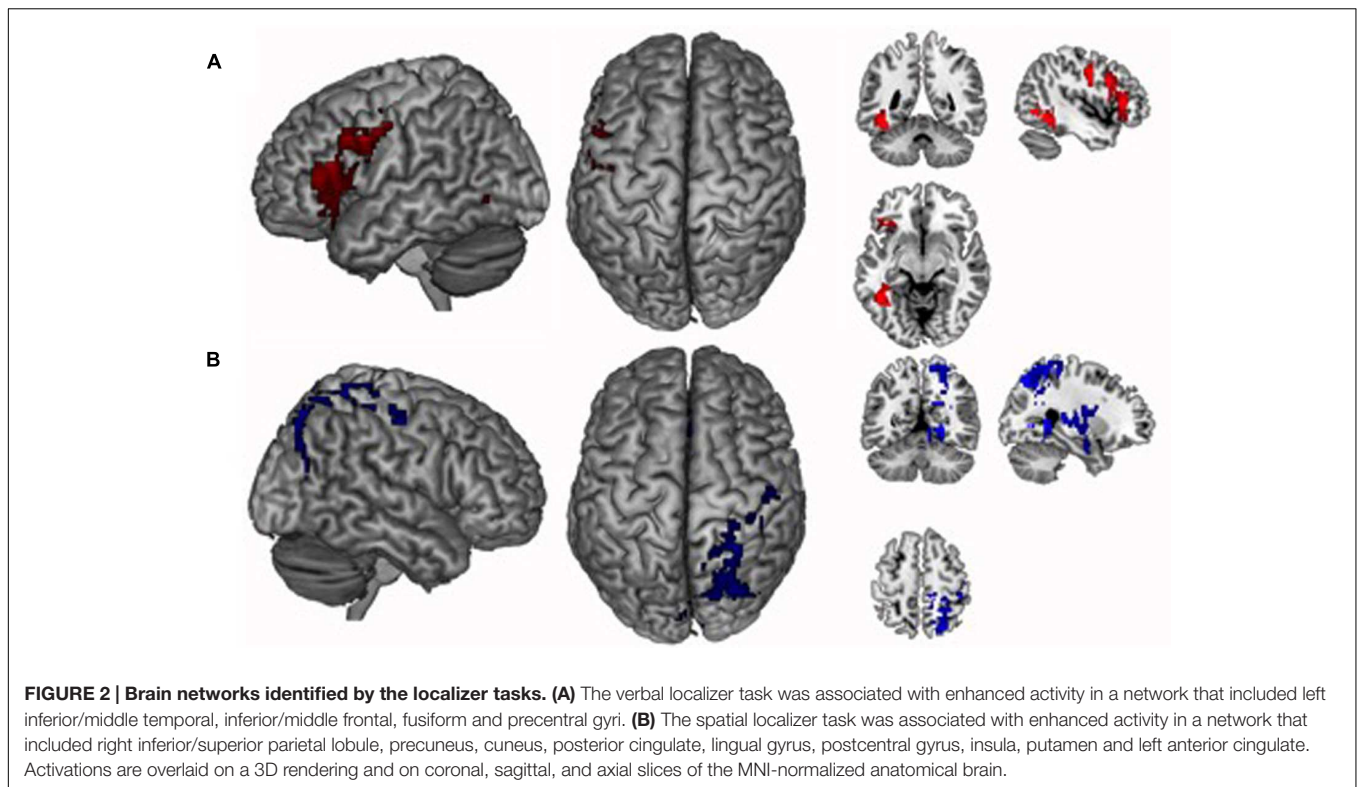 A
B
FIGURE 2 | Brain networks identified by the localizer tasks. (A) The verbal localizer task was associated with enhanced activity in a network that included left
inferior/middle temporal, inferior/middle frontal, fusiform and precentral gyri. (B) The spatial localizer task was associated with enhanced activity in a network that
included right inferior/superior parietal lobule, precuneus, cuneus, posterior cingulate, lingual gyrus, postcentral gyrus, insula, putamen and left anterior cingulate.
Activations are overlaid on a 3D rendering and on coronal, sagittal, and axial slices of the MNI-normalized anatomical brain.